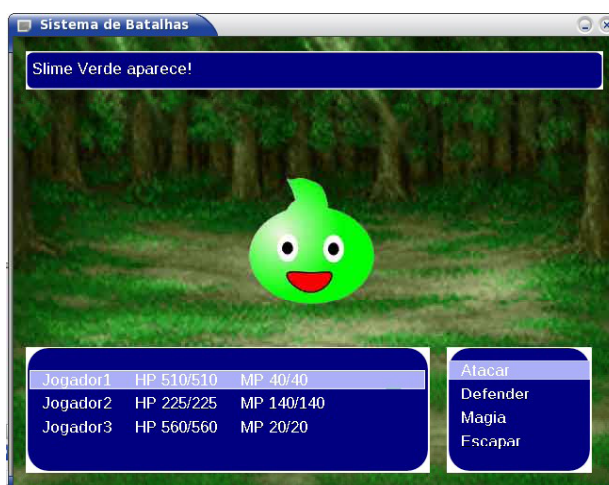 Sistema de Batalhas
Slime Verde aparece!
Jogador1 HP 510/510 MP 40/40
Jogador2 HP 225/225 MP 140/140
Jogador3 HP 560/560 MP 20/20
Atacar
Defender
Magia
Escapar